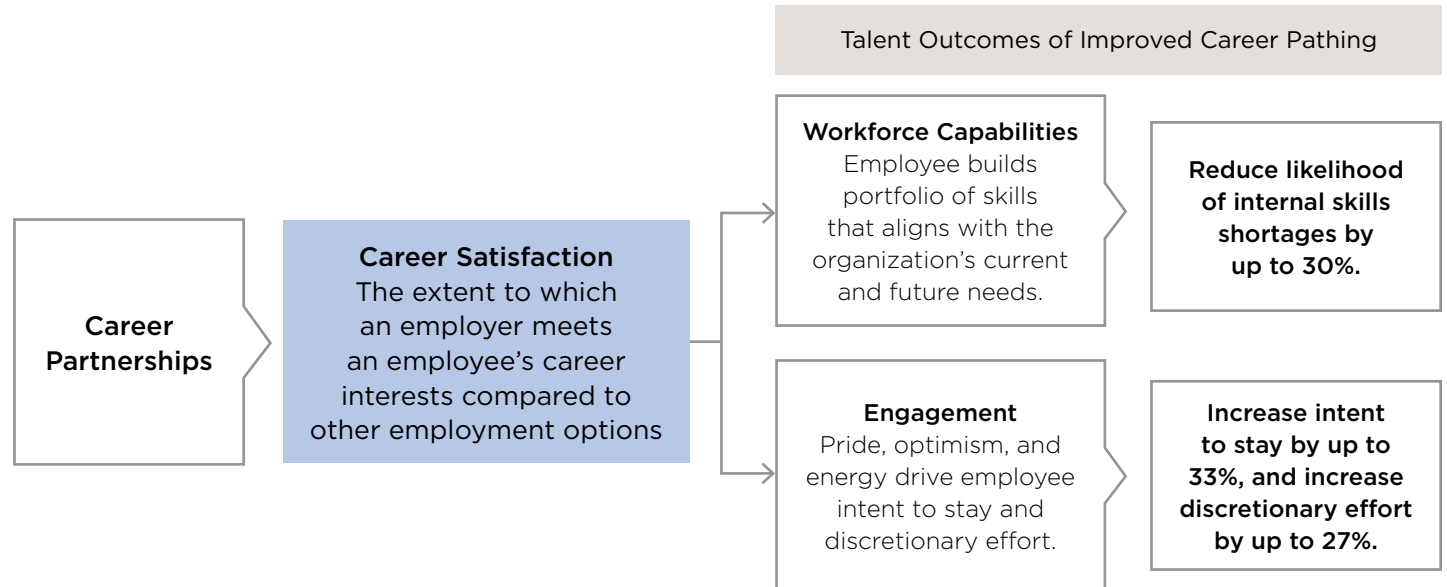 Talent Outcomes of Improved Career Pathing
Career
Partnerships
Career Satisfaction
The extent to which
an employer meets
an employee’s career
interests compared to
other employment options
Workforce Capabilities
Employee builds
portfolio of skills
that aligns with the
organization’s current
and future needs.
Reduce likelihood
of internal skills
shortages by
up to 30%.
Engagement
Pride, optimism, and
energy drive employee
intent to stay and
discretionary effort.
Increase intent
to stay by up to
33%, and increase
discretionary effort
by up to 27%.